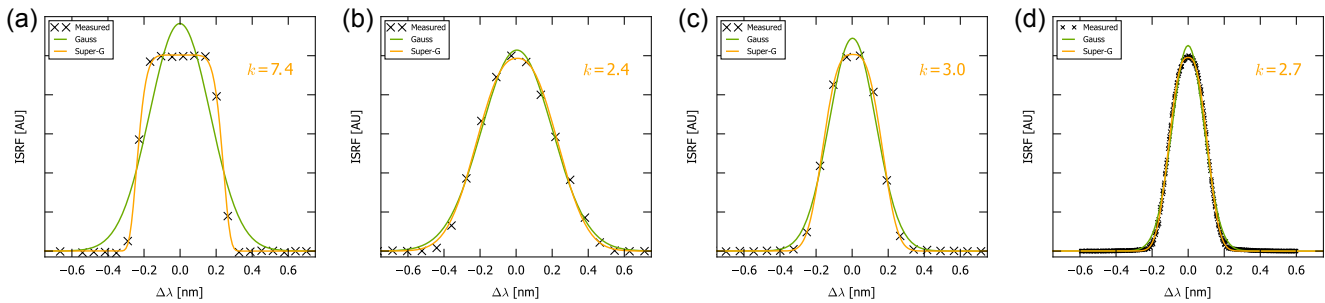 (a)
Measured
Gauss
Super-G
k=7.4
ISRF [AU]
−0.6 −0.4 −0.2 0.0 0.2 0.4 0.6
Δλ [nm]
(b)
Measured
Gauss
Super-G
k=2.4
ISRF [AU]
−0.6 −0.4 −0.2 0.0 0.2 0.4 0.6
Δλ [nm]
(c)
Measured
Gauss
Super-G
k=3.0
ISRF [AU]
−0.6 −0.4 −0.2 0.0 0.2 0.4 0.6
Δλ [nm]
(d)
Measured
Gauss
Super-G
k=2.7
ISRF [AU]
−0.6 −0.4 −0.2 0.0 0.2 0.4 0.6
Δλ [nm]